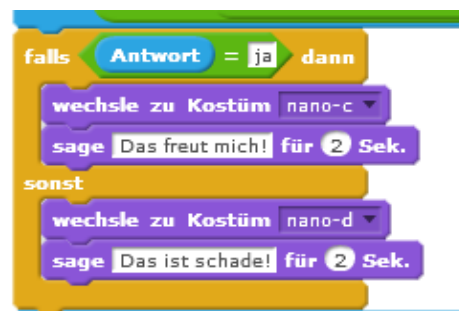 falls Antwort = ja dann
wechsle zu Kostüm nano-c
sage Das freut mich! für 2 Sek.
sonst
wechsle zu Kostüm nano-d
sage Das ist schade! für 2 Sek.